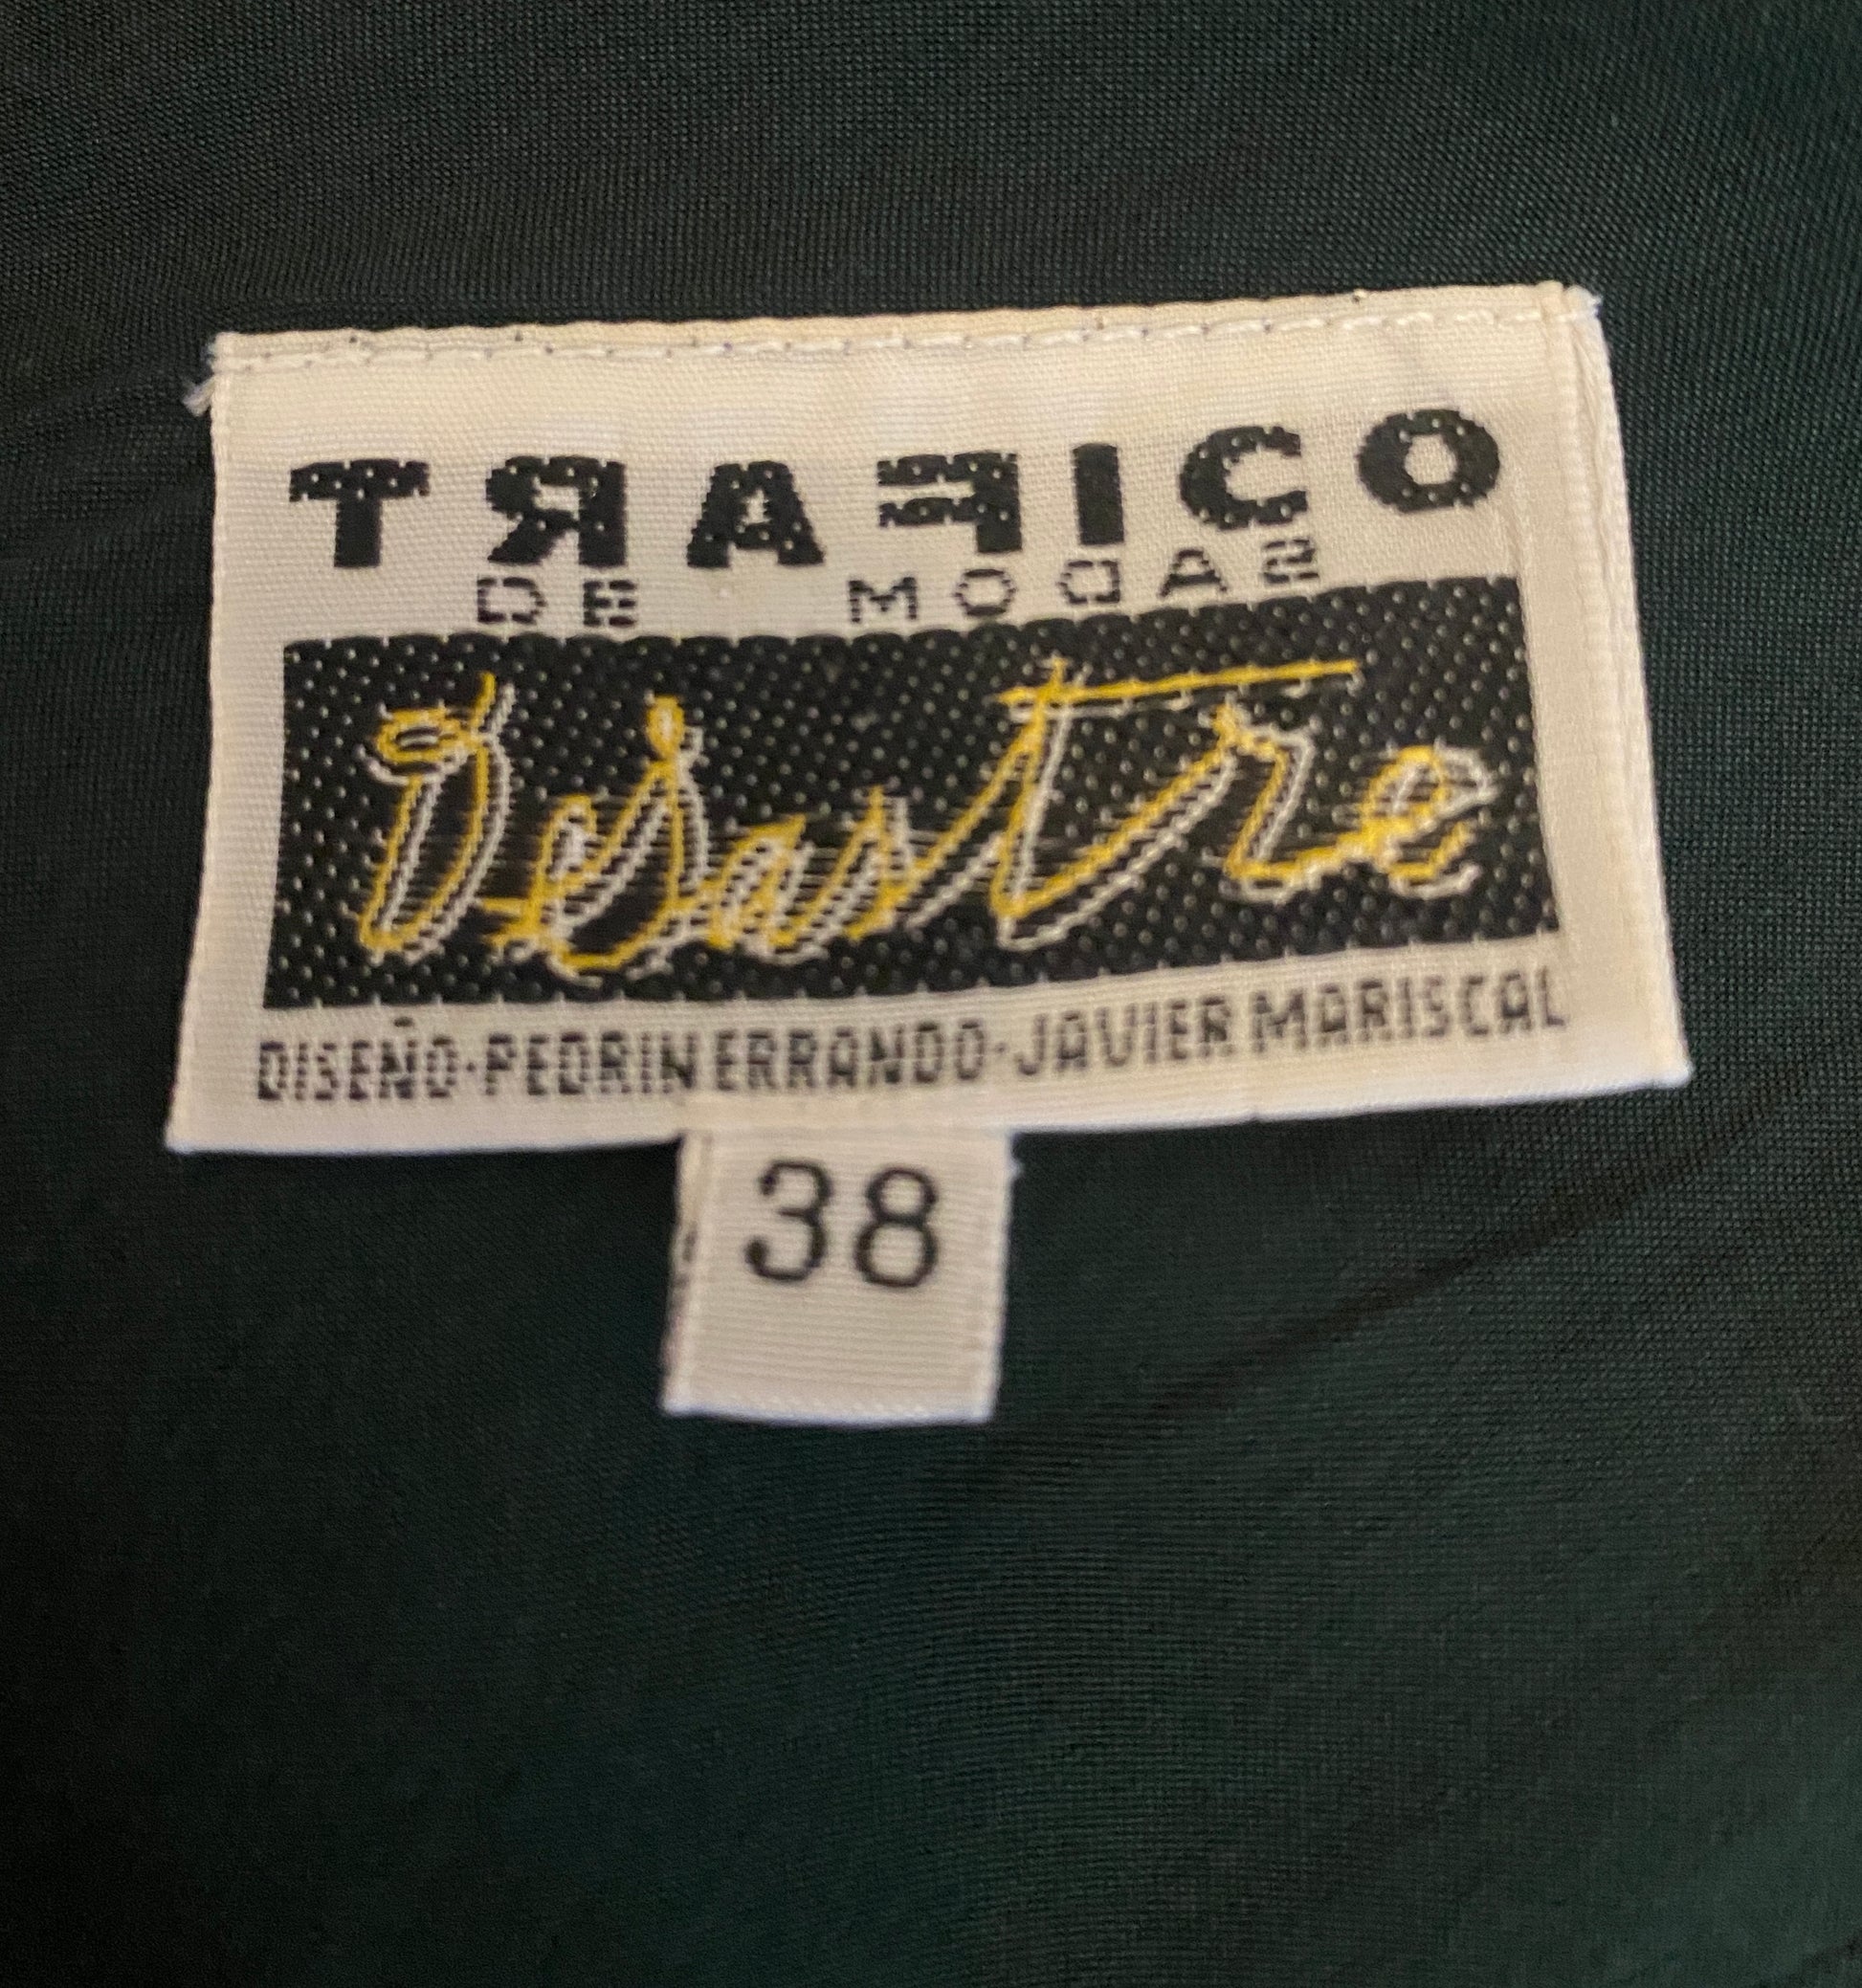 TRAFICO
DE MODAS
Desastre
DISEÑO·PEDRIN ERRANDO·JAVIER MARISCAL
38